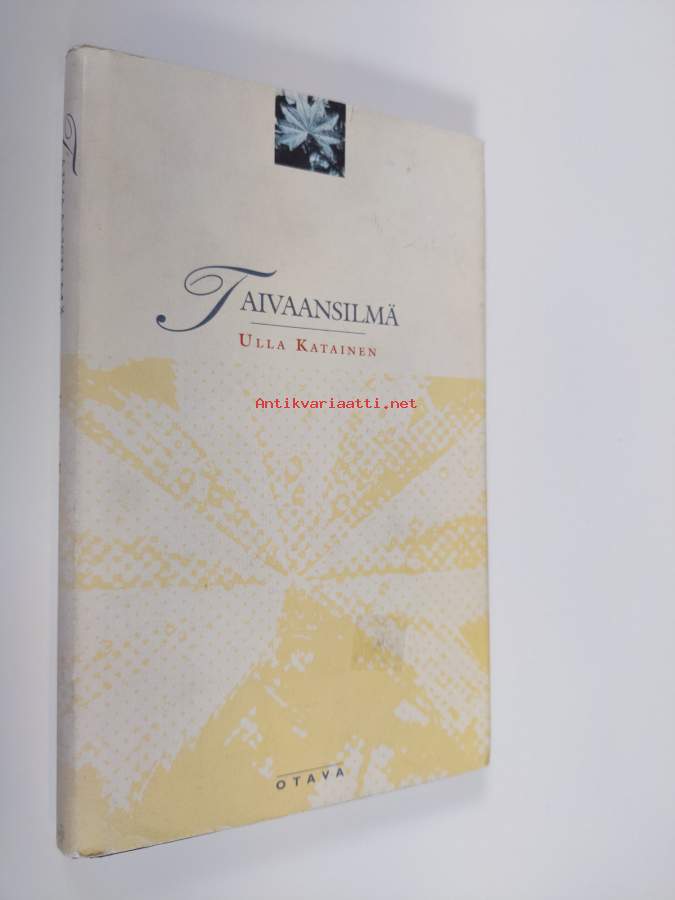 TAIVAANSILMÄ
ULLA KATAINEN
Antikvariaatti.net
OTAVA